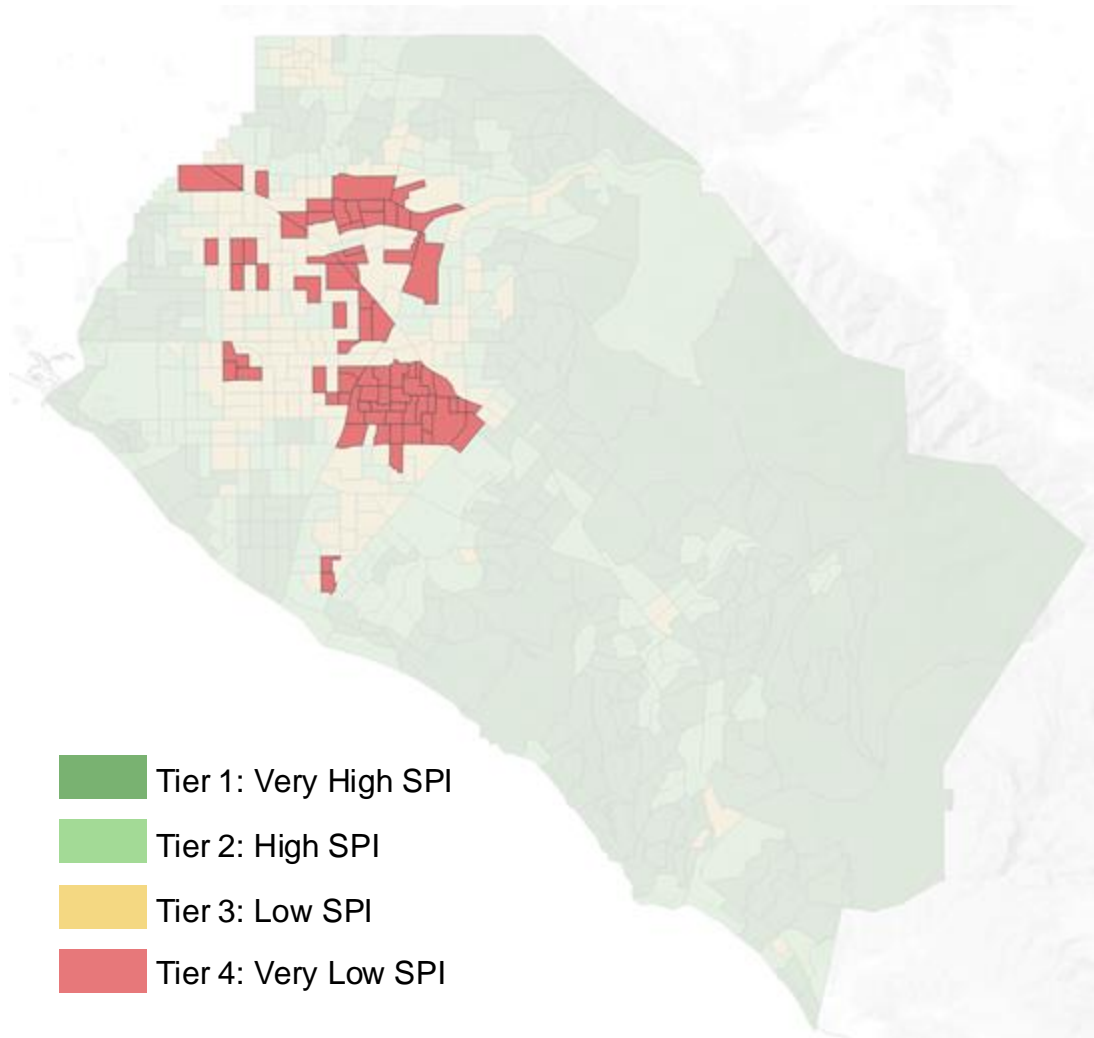 Tier 1: Very High SPI
Tier 2: High SPI
Tier 3: Low SPI
Tier 4: Very Low SPI